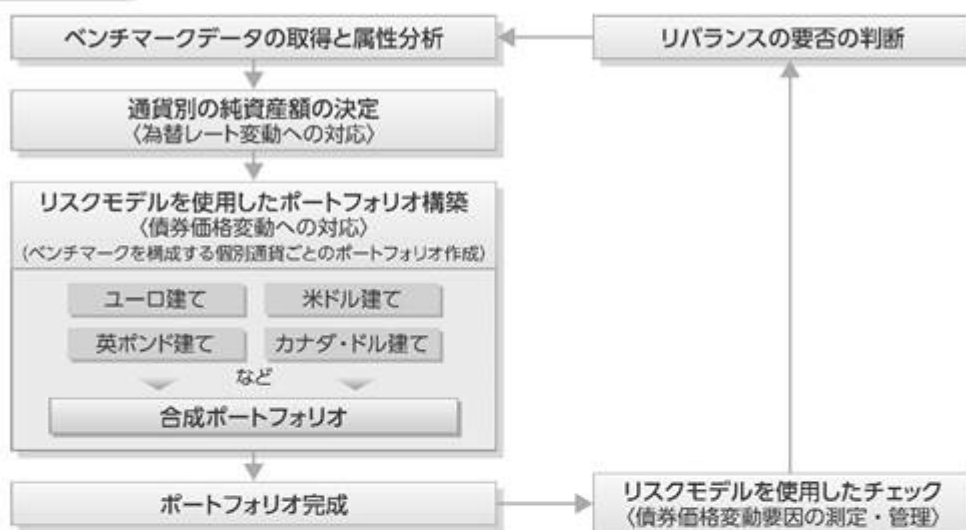 ベンチマークデータの取得と属性分析
リバランスの要否の判断
通貨別の純資産額の決定
〈為替レート変動への対応〉
リスクモデルを使用したポートフォリオ構築
〈債券価格変動への対応〉
(ベンチマークを構成する個別通貨ごとのポートフォリオ作成)
ユーロ建て
米ドル建て
英ポンド建て
カナダ・ドル建て
など
合成ポートフォリオ
ポートフォリオ完成
リスクモデルを使用したチェック
〈債券価格変動要因の測定・管理〉